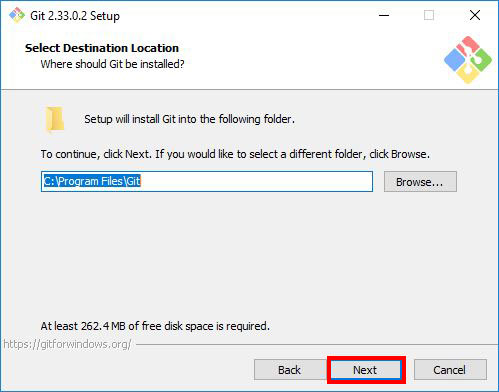 Git 2.33.0.2 Setup
Select Destination Location
Where should Git be installed?
Setup will install Git into the following folder.
To continue, click Next. If you would like to select a different folder, click Browse.
C:\Program Files\Git
Browse...
At least 262.4 MB of free disk space is required.
https://gitforwindows.org/
Back
Next
Cancel